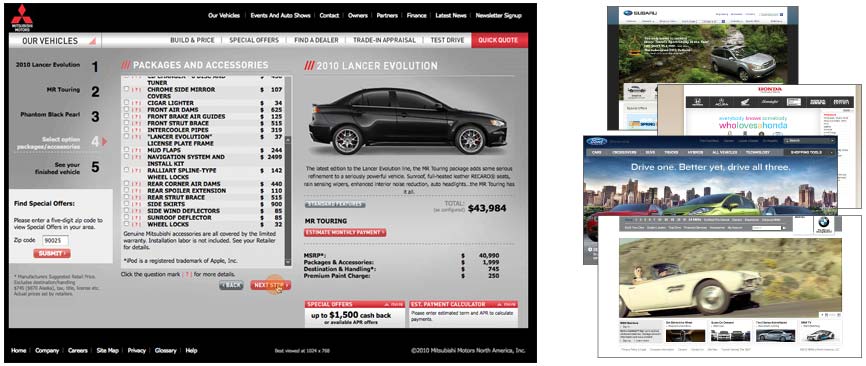 MITSUBISHI MOTORS
Our Vehicles | Events And Auto Shows | Contact | Owners | Partners | Finance | Latest News | Newsletter Signup
OUR VEHICLES
BUILD & PRICE | SPECIAL OFFERS | FIND A DEALER | TRADE-IN APPRAISAL | TEST DRIVE
QUICK QUOTE
2010 Lancer Evolution 1
MR Touring 2
Phantom Black Pearl 3
Select option packages/accessories 4
See your finished vehicle 5
Find Special Offers:
Please enter a five-digit zip code to
view Special Offers in your area.
Zip code 90025
SUBMIT
* Manufacturers Suggested Retail Price.
Excludes destination/handling
$745 ($870 Alaska), tax, title, license etc.
Actual prices set by retailers.
/// PACKAGES AND ACCESSORIES
TUNER
[ ? ] CHROME SIDE MIRROR COVERS $ 107
[ ? ] CIGAR LIGHTER $ 34
[ ? ] FRONT AIR DAMS $ 625
[ ? ] FRONT BRAKE AIR GUIDES $ 125
[ ? ] FRONT STRUT BRACE $ 515
[ ? ] INTERCOOLER PIPES $ 319
[ ? ] "LANCER EVOLUTION" LICENSE PLATE FRAME $ 37
[ ? ] MUD FLAPS $ 244
[ ? ] NAVIGATION SYSTEM AND INSTALL KIT $ 2499
[ ? ] RALLIART SPLINE-TYPE WHEEL LOCKS $ 142
[ ? ] REAR CORNER AIR DAMS $ 440
[ ? ] REAR SPOILER EXTENSION $ 110
[ ? ] REAR STRUT BRACE $ 515
[ ? ] SIDE SKIRTS $ 900
[ ? ] SIDE WIND DEFLECTORS $ 85
[ ? ] SUNROOF DEFLECTOR $ 85
[ ? ] WHEEL LOCKS $ 32
Genuine Mitsubishi accessories are all covered by the limited
warranty. Installation labor is not included. See your Retailer
for details.
*iPod is a registered trademark of Apple, Inc.
Click the question mark [ ? ] for more details.
BACK
NEXT STEP
/// 2010 LANCER EVOLUTION
The latest edition to the Lancer Evolution line, the MR Touring package adds some serious
refinement to a seriously powerful vehicle. Sunroof, full-heated leather RECARO® seats,
rain sensing wipers, enhanced interior noise reduction, auto headlights...the MR Touring has
it all.
STANDARD FEATURES
TOTAL: (as configured) $43,984
MR TOURING
ESTIMATE MONTHLY PAYMENT
MSRP*: $ 40,990
Packages & Accessories: $ 1,999
Destination & Handling*: $ 745
Premium Paint Charge: $ 250
SPECIAL OFFERS
up to $1,500 cash back
or available APR offers
EST. PAYMENT CALCULATOR
Please enter estimated term and APR to calculate
payments.
Home | Company | Careers | Site Map | Privacy | Glossary | Help
Best viewed at 1024 x 768
©2010 Mitsubishi Motors North America, Inc.
SUBARU
HONDA
ACURA
everybody knows somebody
who loves a honda
Ford
CARS CROSSOVERS SUVS TRUCKS HYBRIDS ALL VEHICLES TECHNOLOGY SHOPPING TOOLS
Drive one. Better yet, drive all three.